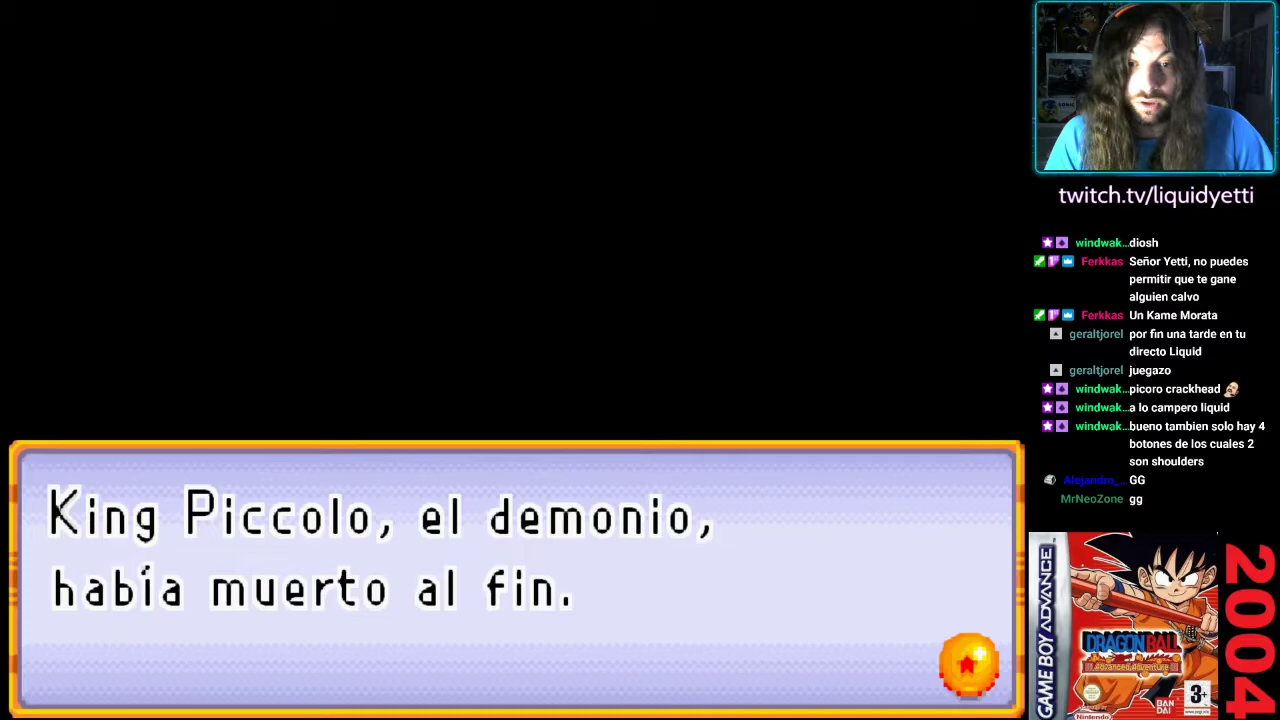 twitch.tv/liquidyetti
windwak... diosh
Ferkkas Señor Yetti, no puedes
permitir que te gane
alguien calvo
Ferkkas Un Kame Morata
geraltjorel por fin una tarde en tu
directo Liquid
geraltjorel juegazo
windwak... picoro crackhead
windwak... a lo campero liquid
windwak... bueno tambien solo hay 4
botones de los cuales 2
son shoulders
Alejandro_... GG
MrNeoZone gg
King Piccolo, el demonio,
había muerto al fin.
GAME BOY ADVANCE
DRAGON BALL
Advanced Adventure
3+
BAN
DAI
Nintendo
2004